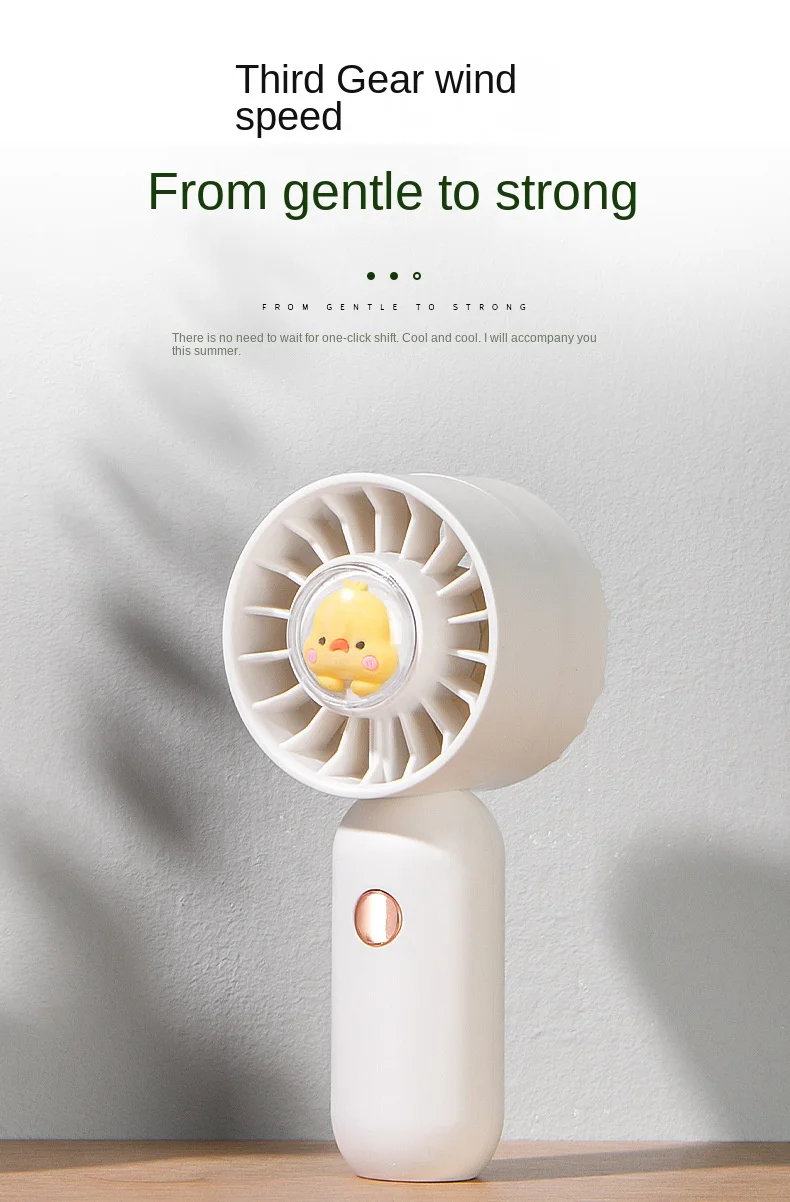 Third Gear wind
speed
From gentle to strong
FROM GENTLE TO STRONG
There is no need to wait for one-click shift. Cool and cool. I will accompany you
this summer.